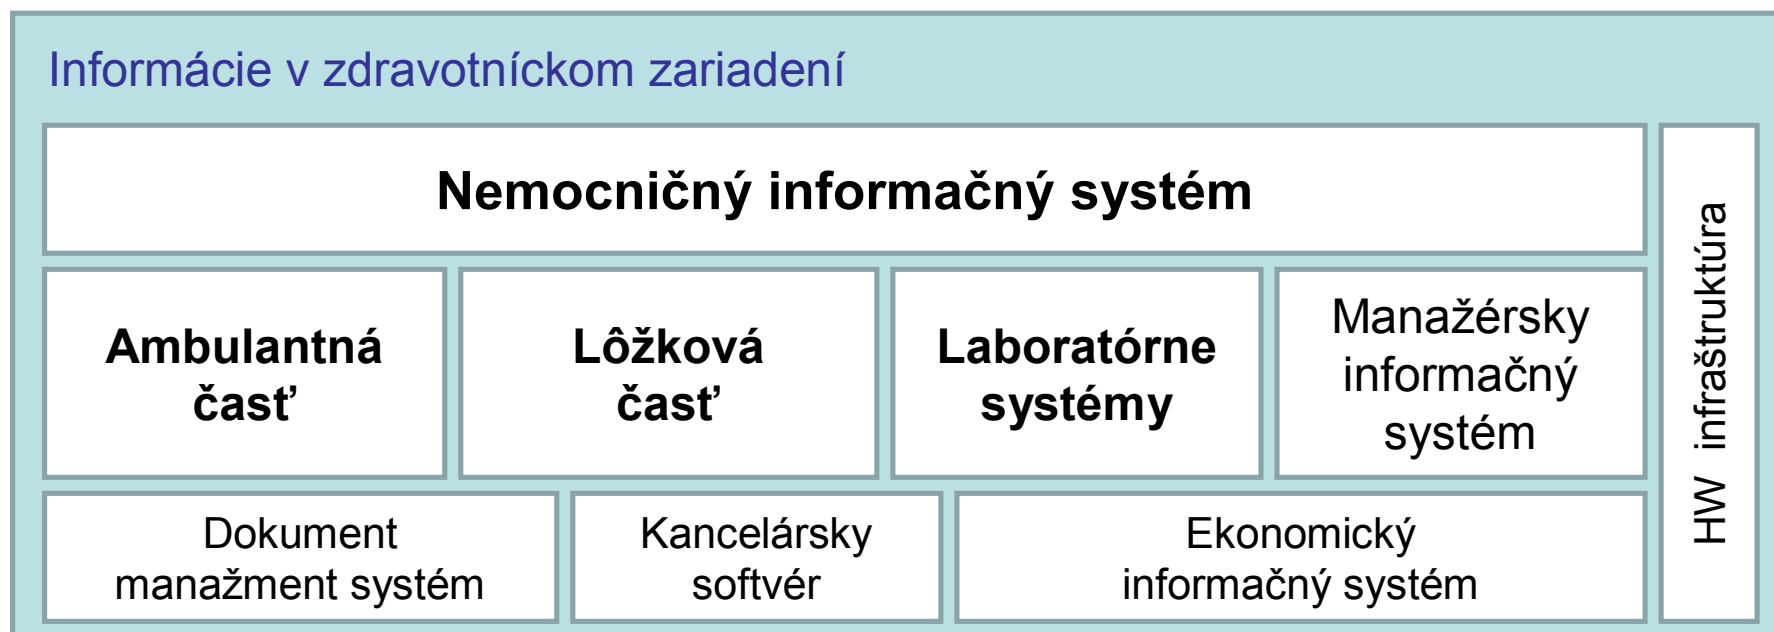 Informácie v zdravotníckom zariadení
Nemocničný informačný systém
Ambulantná
časť
Lôžková
časť
Laboratórne
systémy
Manažérsky
informačný
systém
Dokument
manažment systém
Kancelársky
softvér
Ekonomický
informačný systém
HW infraštruktúra